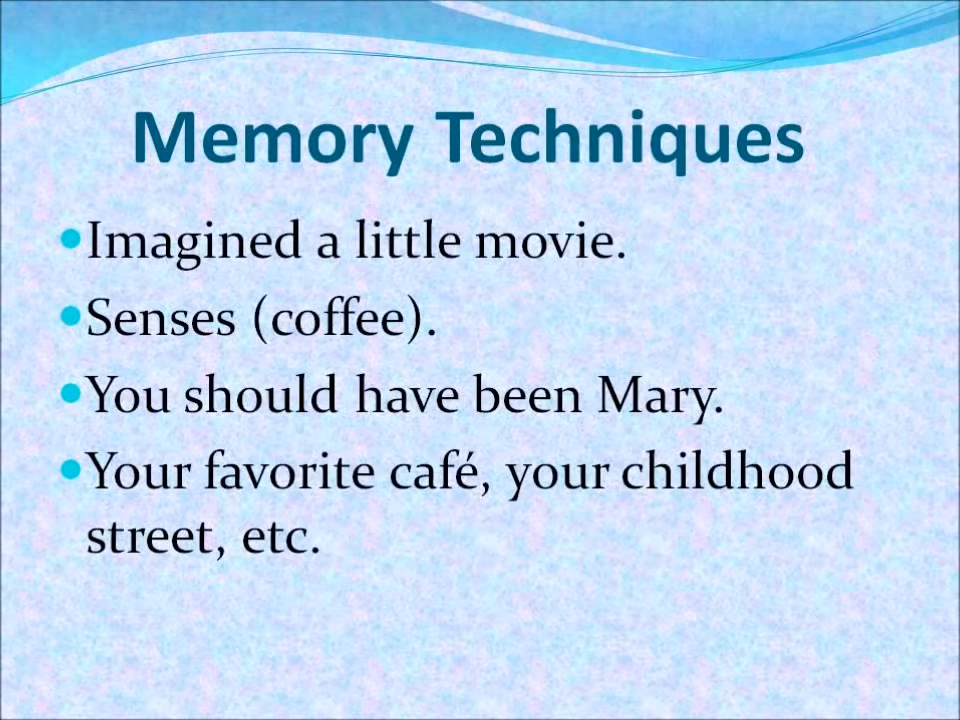 Memory Techniques
Imagined a little movie.
Senses (coffee).
You should have been Mary.
Your favorite café, your childhood
street, etc.